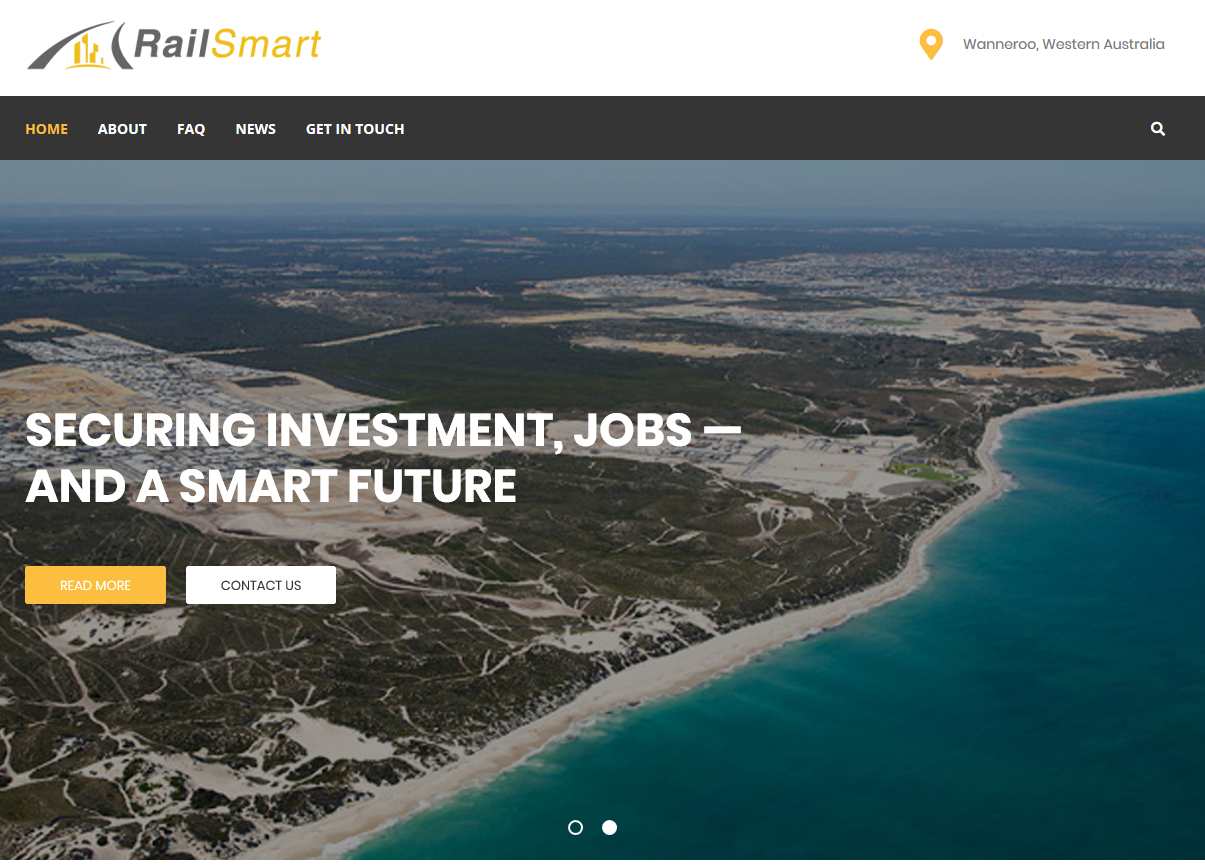 RailSmart
Wanneroo, Western Australia
HOME ABOUT FAQ NEWS GET IN TOUCH
SECURING INVESTMENT, JOBS —
AND A SMART FUTURE
READ MORE CONTACT US